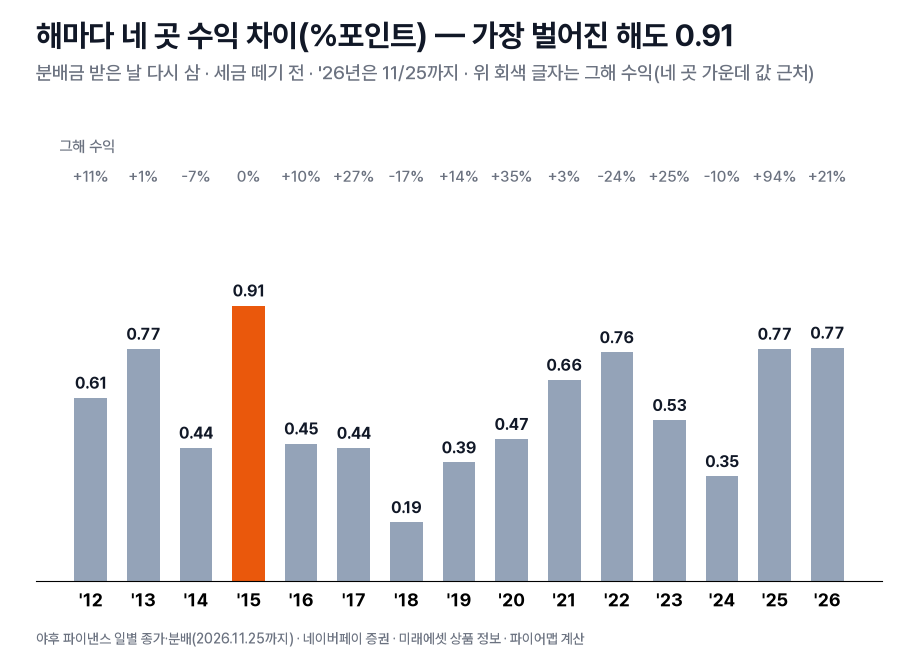 해마다 네 곳 수익 차이(%포인트) — 가장 벌어진 해도 0.91
분배금 받은 날 다시 삼 · 세금 떼기 전 · '26년은 11/25까지 · 위 회색 글자는 그해 수익(네 곳 가운데 값 근처)
그해 수익
+11% +1% -7% 0% +10% +27% -17% +14% +35% +3% -24% +25% -10% +94% +21%
0.61 0.77 0.44 0.91 0.45 0.44 0.19 0.39 0.47 0.66 0.76 0.53 0.35 0.77 0.77
'12 '13 '14 '15 '16 '17 '18 '19 '20 '21 '22 '23 '24 '25 '26
야후 파이낸스 일별 종가·분배(2026.11.25까지) · 네이버페이 증권 · 미래에셋 상품 정보 · 파이어맵 계산